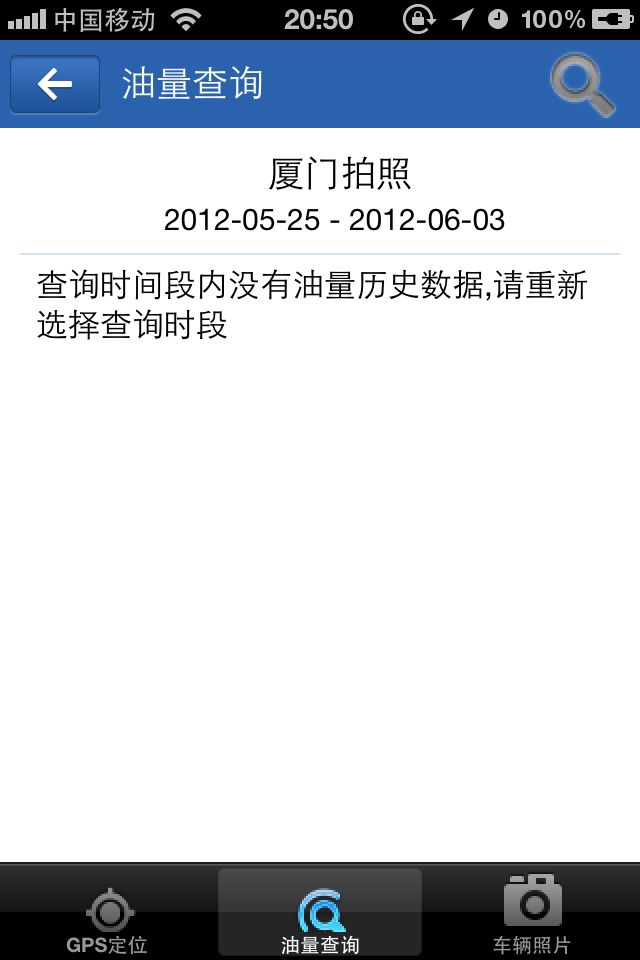 中国移动 20:50 100%
油量查询
厦门拍照
2012-05-25 - 2012-06-03
查询时间段内没有油量历史数据,请重新
选择查询时段
GPS定位 油量查询 车辆照片